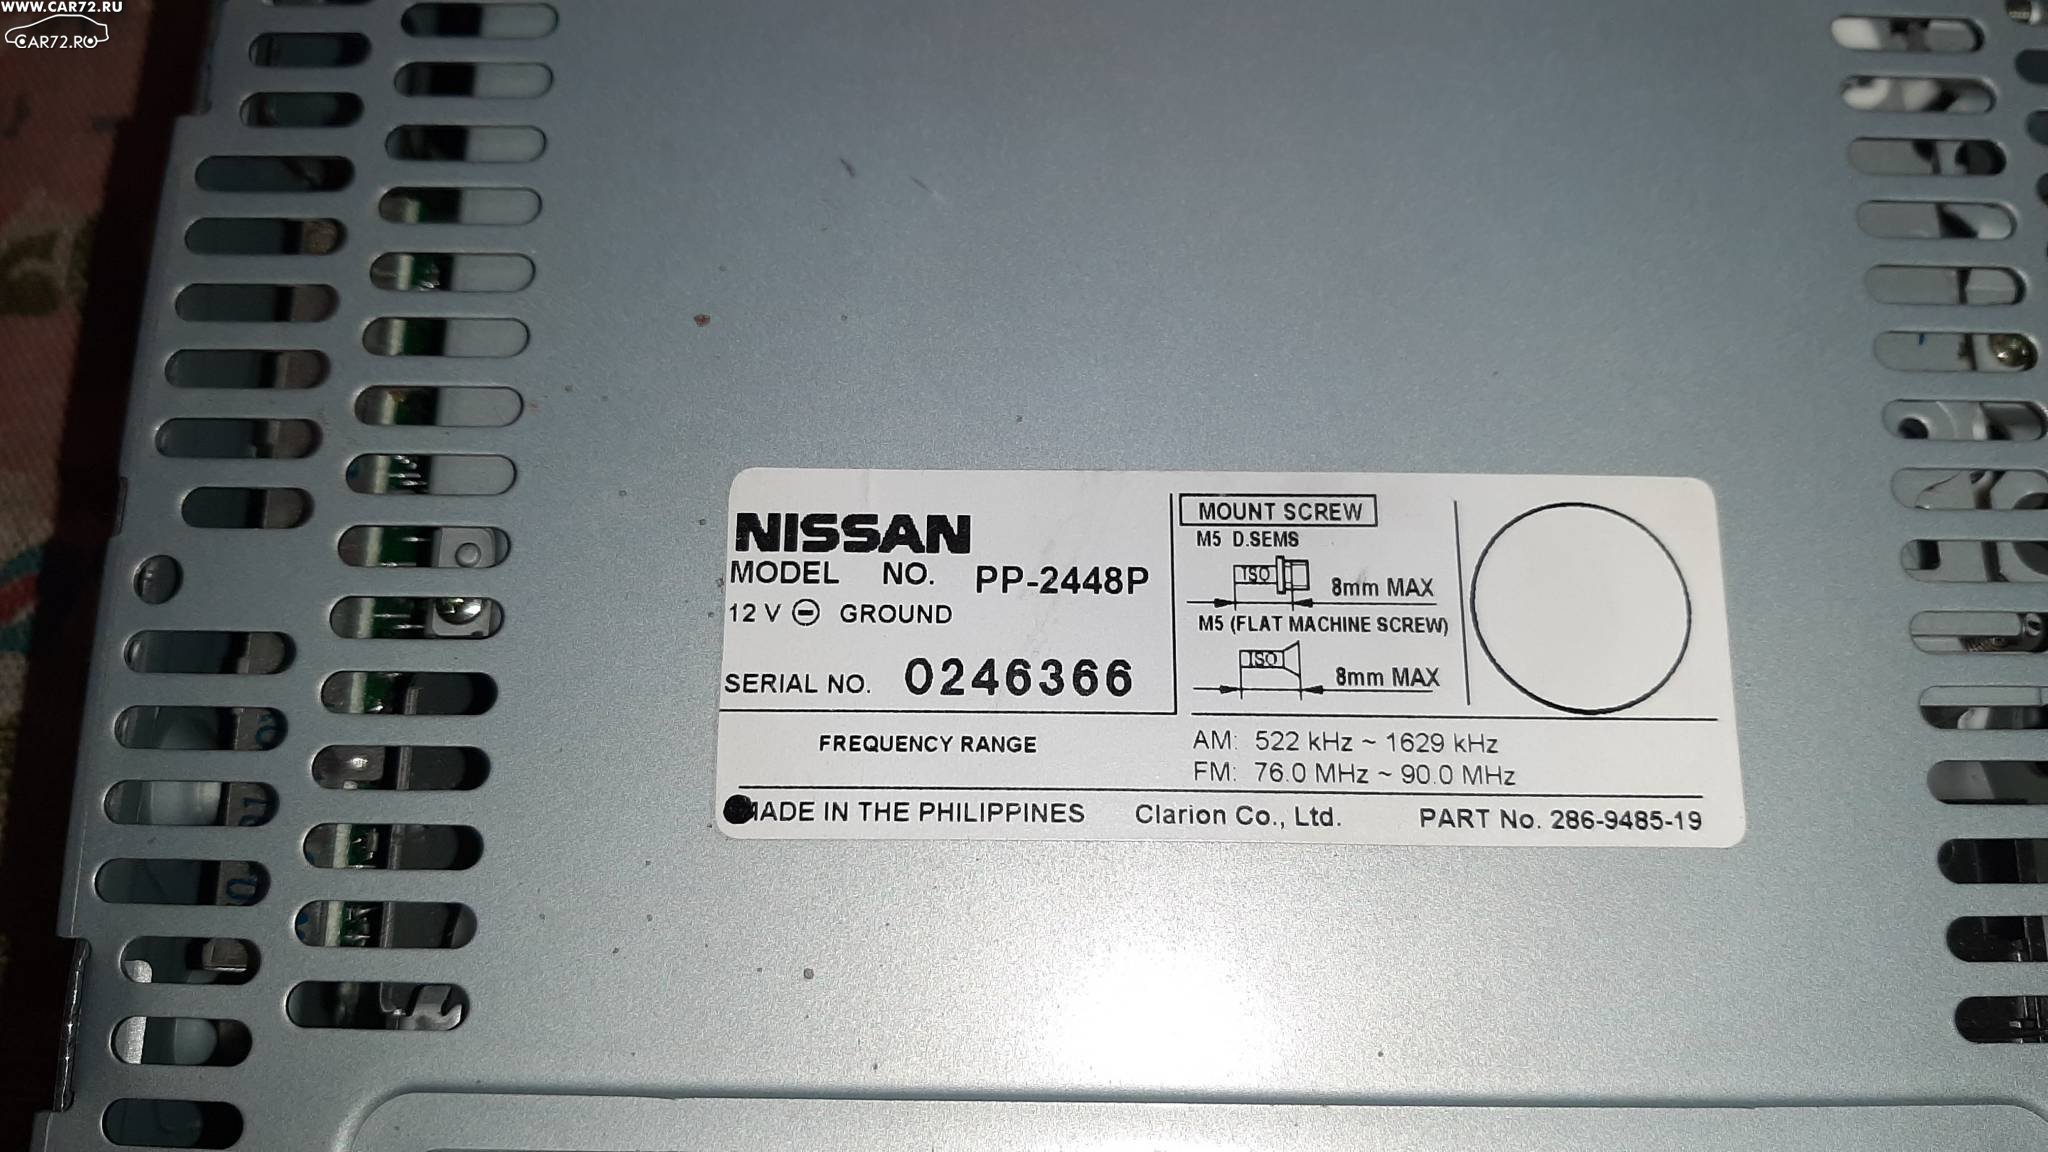 WWW.CAR72.RU
CAR72.RO
NISSAN
MODEL NO. PP-2448P
12 V ⊖ GROUND
SERIAL NO. 0246366
MOUNT SCREW
M5 D.SEMS
ISO 8mm MAX
M5 (FLAT MACHINE SCREW)
ISO 8mm MAX
FREQUENCY RANGE
AM: 522 kHz ~ 1629 kHz
FM: 76.0 MHz ~ 90.0 MHz
MADE IN THE PHILIPPINES Clarion Co., Ltd. PART No. 286-9485-19